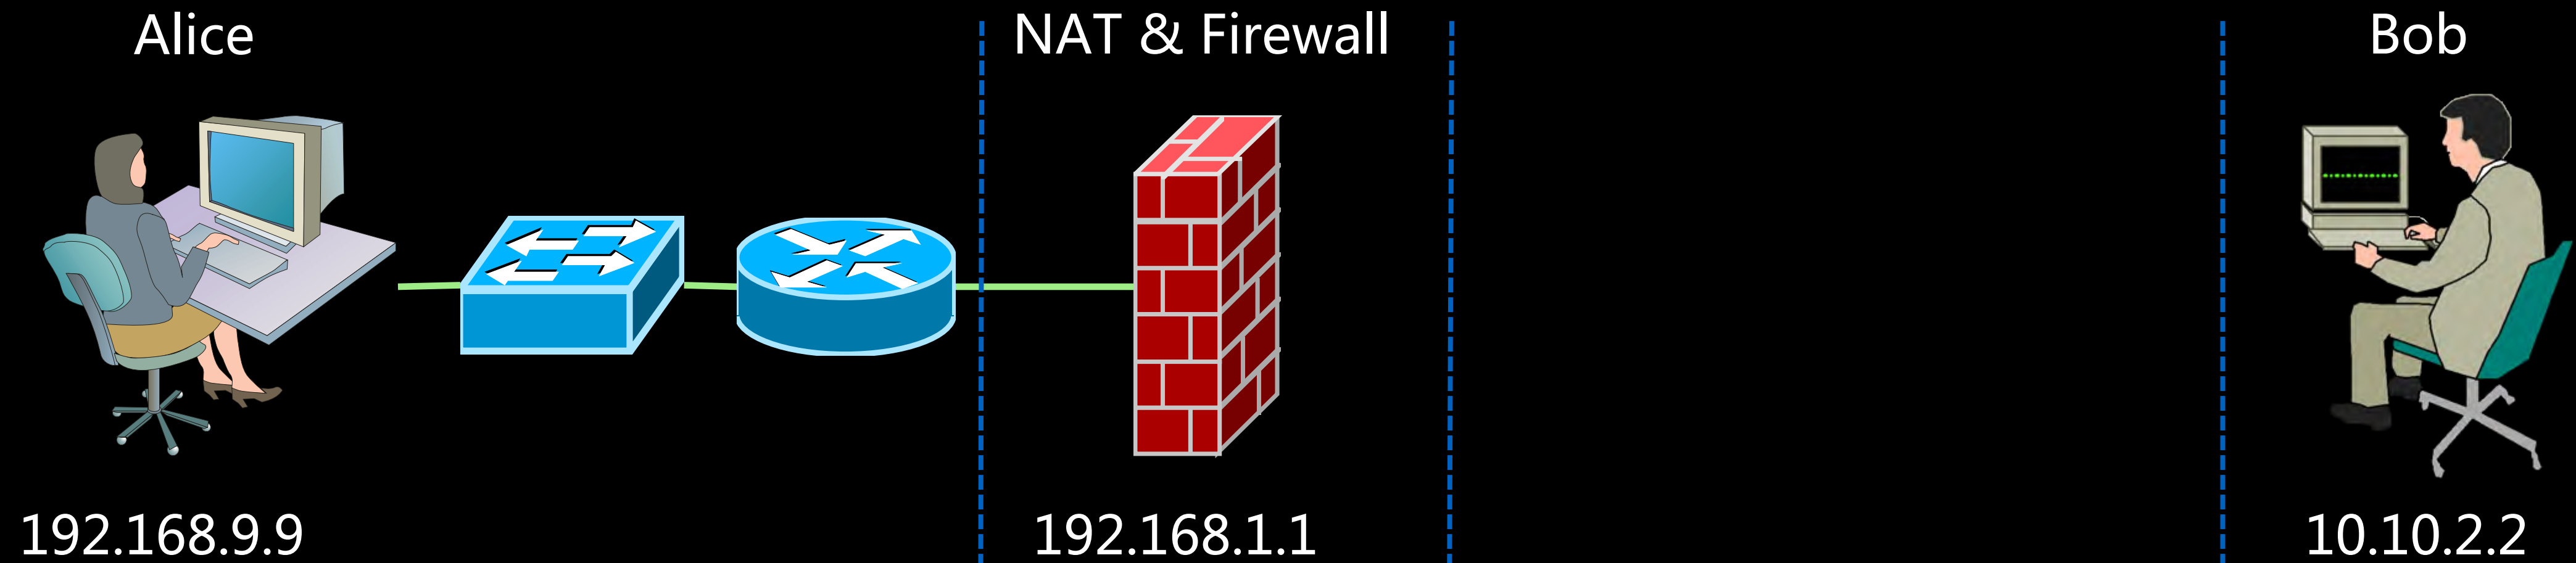 Alice
NAT & Firewall
Bob
192.168.9.9
192.168.1.1
10.10.2.2